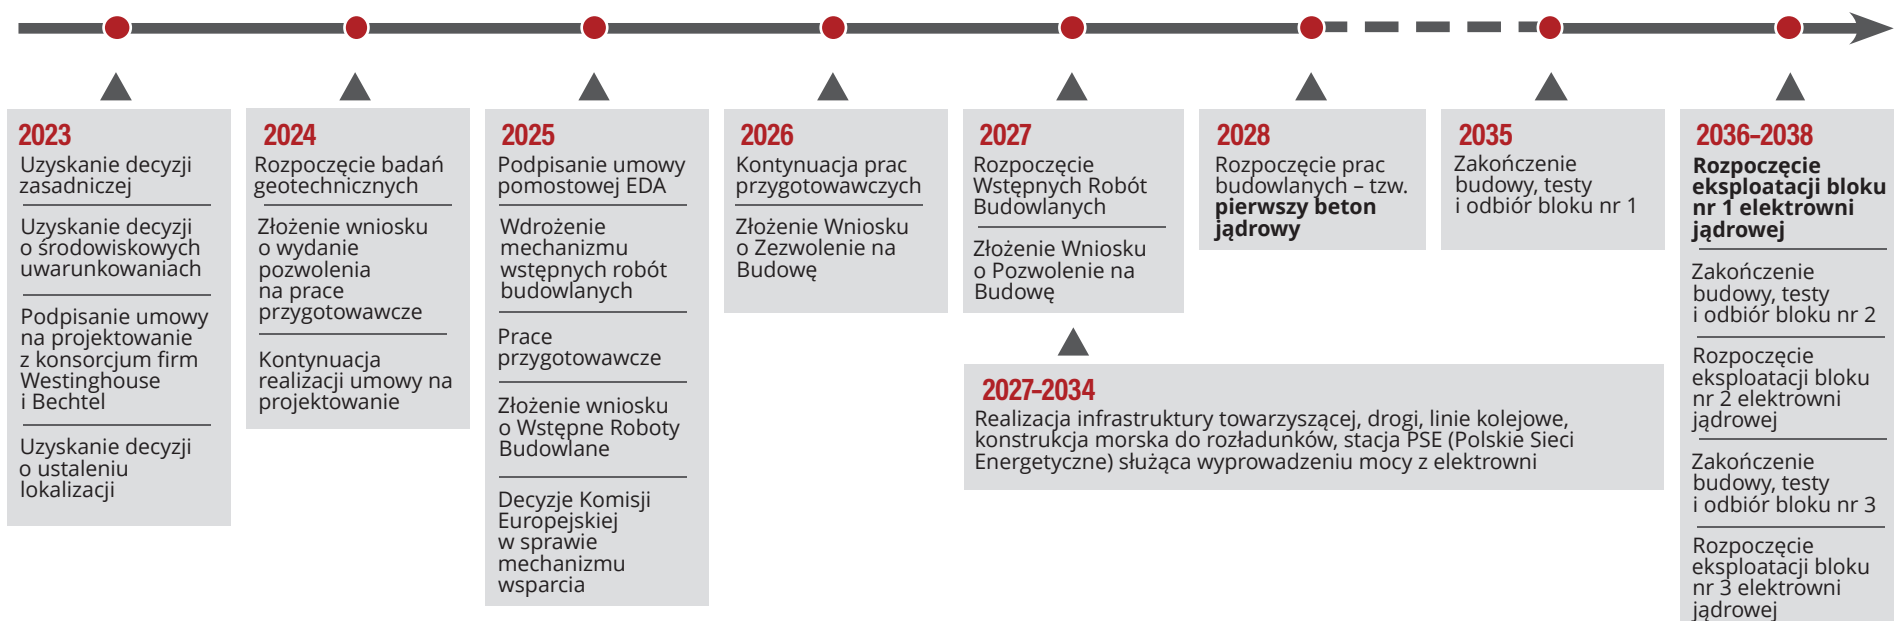 2023
Uzyskanie decyzji
zasadniczej
Uzyskanie decyzji
o środowiskowych
uwarunkowaniach
Podpisanie umowy
na projektowanie
z konsorcjum firm
Westinghouse
i Bechtel
Uzyskanie decyzji
o ustaleniu
lokalizacji
2024
Rozpoczęcie badań
geotechnicznych
Złożenie wniosku
o wydanie
pozwolenia
na prace
przygotowawcze
Kontynuacja
realizacji umowy na
projektowanie
2025
Podpisanie umowy
pomostowej EDA
Wdrożenie
mechanizmu
wstępnych robót
budowlanych
Prace
przygotowawcze
Złożenie wniosku
o Wstępne Roboty
Budowlane
Decyzje Komisji
Europejskiej
w sprawie
mechanizmu
wsparcia
2026
Kontynuacja prac
przygotowawczych
Złożenie Wniosku
o Zezwolenie na
Budowę
2027
Rozpoczęcie
Wstępnych Robót
Budowlanych
Złożenie Wniosku
o Pozwolenie na
Budowę
2028
Rozpoczęcie prac
budowlanych – tzw.
pierwszy beton
jądrowy
2035
Zakończenie
budowy, testy
i odbiór bloku nr 1
2027–2034
Realizacja infrastruktury towarzyszącej, drogi, linie kolejowe,
konstrukcja morska do rozładunków, stacja PSE (Polskie Sieci
Energetyczne) służąca wyprowadzeniu mocy z elektrowni
2036–2038
Rozpoczęcie
eksploatacji bloku
nr 1 elektrowni
jądrowej
Zakończenie
budowy, testy
i odbiór bloku nr 2
Rozpoczęcie
eksploatacji bloku
nr 2 elektrowni
jądrowej
Zakończenie
budowy, testy
i odbiór bloku nr 3
Rozpoczęcie
eksploatacji bloku
nr 3 elektrowni
jądrowej